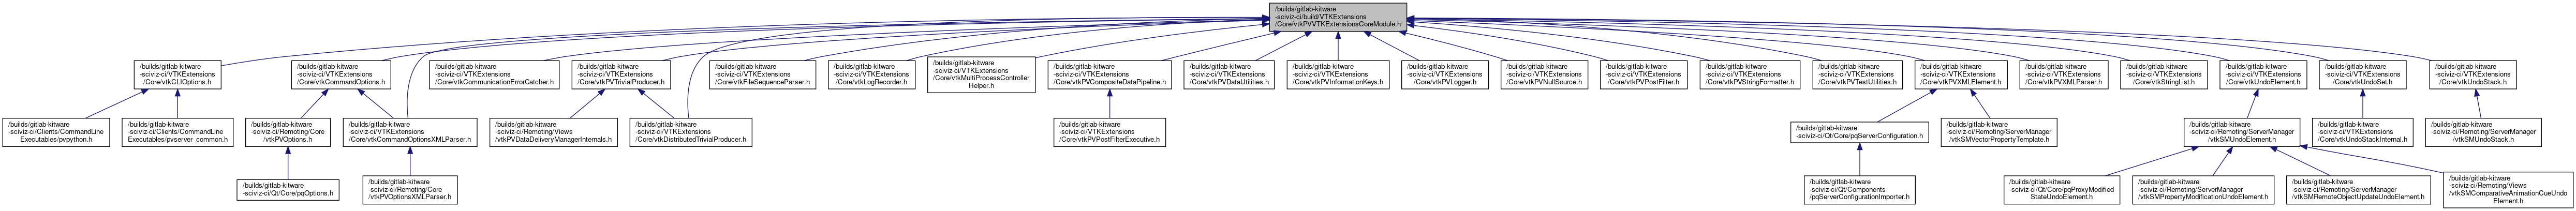 /builds/gitlab-kitware
-sciviz-ci/build/VTKExtensions
/Core/vtkPVVTKExtensionsCoreModule.h
/builds/gitlab-kitware
-sciviz-ci/VTKExtensions
/Core/vtkCLIOptions.h
/builds/gitlab-kitware
-sciviz-ci/VTKExtensions
/Core/vtkCommandOptions.h
/builds/gitlab-kitware
-sciviz-ci/VTKExtensions
/Core/vtkCommunicationErrorCatcher.h
/builds/gitlab-kitware
-sciviz-ci/VTKExtensions
/Core/vtkPVTrivialProducer.h
/builds/gitlab-kitware
-sciviz-ci/VTKExtensions
/Core/vtkFileSequenceParser.h
/builds/gitlab-kitware
-sciviz-ci/VTKExtensions
/Core/vtkLogRecorder.h
/builds/gitlab-kitware
-sciviz-ci/VTKExtensions
/Core/vtkMultiProcessController
Helper.h
/builds/gitlab-kitware
-sciviz-ci/VTKExtensions
/Core/vtkPVCompositeDataPipeline.h
/builds/gitlab-kitware
-sciviz-ci/VTKExtensions
/Core/vtkPVDataUtilities.h
/builds/gitlab-kitware
-sciviz-ci/VTKExtensions
/Core/vtkPVInformationKeys.h
/builds/gitlab-kitware
-sciviz-ci/VTKExtensions
/Core/vtkPVLogger.h
/builds/gitlab-kitware
-sciviz-ci/VTKExtensions
/Core/vtkPVNullSource.h
/builds/gitlab-kitware
-sciviz-ci/VTKExtensions
/Core/vtkPVPostFilter.h
/builds/gitlab-kitware
-sciviz-ci/VTKExtensions
/Core/vtkPVStringFormatter.h
/builds/gitlab-kitware
-sciviz-ci/VTKExtensions
/Core/vtkPVTestUtilities.h
/builds/gitlab-kitware
-sciviz-ci/VTKExtensions
/Core/vtkPVXMLElement.h
/builds/gitlab-kitware
-sciviz-ci/VTKExtensions
/Core/vtkPVXMLParser.h
/builds/gitlab-kitware
-sciviz-ci/VTKExtensions
/Core/vtkStringList.h
/builds/gitlab-kitware
-sciviz-ci/VTKExtensions
/Core/vtkUndoElement.h
/builds/gitlab-kitware
-sciviz-ci/VTKExtensions
/Core/vtkUndoSet.h
/builds/gitlab-kitware
-sciviz-ci/VTKExtensions
/Core/vtkUndoStack.h
/builds/gitlab-kitware
-sciviz-ci/Clients/CommandLine
Executables/pvpython.h
/builds/gitlab-kitware
-sciviz-ci/Clients/CommandLine
Executables/pvserver_common.h
/builds/gitlab-kitware
-sciviz-ci/Remoting/Core
/vtkPVOptions.h
/builds/gitlab-kitware
-sciviz-ci/VTKExtensions
/Core/vtkCommandOptionsXMLParser.h
/builds/gitlab-kitware
-sciviz-ci/Remoting/Views
/vtkPVDataDeliveryManagerInternals.h
/builds/gitlab-kitware
-sciviz-ci/VTKExtensions
/Core/vtkDistributedTrivialProducer.h
/builds/gitlab-kitware
-sciviz-ci/VTKExtensions
/Core/vtkPVPostFilterExecutive.h
/builds/gitlab-kitware
-sciviz-ci/Qt/Core/pqServerConfiguration.h
/builds/gitlab-kitware
-sciviz-ci/Remoting/ServerManager
/vtkSMVectorPropertyTemplate.h
/builds/gitlab-kitware
-sciviz-ci/Remoting/ServerManager
/vtkSMUndoElement.h
/builds/gitlab-kitware
-sciviz-ci/VTKExtensions
/Core/vtkUndoStackInternal.h
/builds/gitlab-kitware
-sciviz-ci/Remoting/ServerManager
/vtkSMUndoStack.h
/builds/gitlab-kitware
-sciviz-ci/Qt/Core/pqOptions.h
/builds/gitlab-kitware
-sciviz-ci/Remoting/Core
/vtkPVOptionsXMLParser.h
/builds/gitlab-kitware
-sciviz-ci/Qt/Components
/pqServerConfigurationImporter.h
/builds/gitlab-kitware
-sciviz-ci/Qt/Core/pqProxyModified
StateUndoElement.h
/builds/gitlab-kitware
-sciviz-ci/Remoting/ServerManager
/vtkSMPropertyModificationUndoElement.h
/builds/gitlab-kitware
-sciviz-ci/Remoting/ServerManager
/vtkSMRemoteObjectUpdateUndoElement.h
/builds/gitlab-kitware
-sciviz-ci/Remoting/Views
/vtkSMComparativeAnimationCueUndo
Element.h